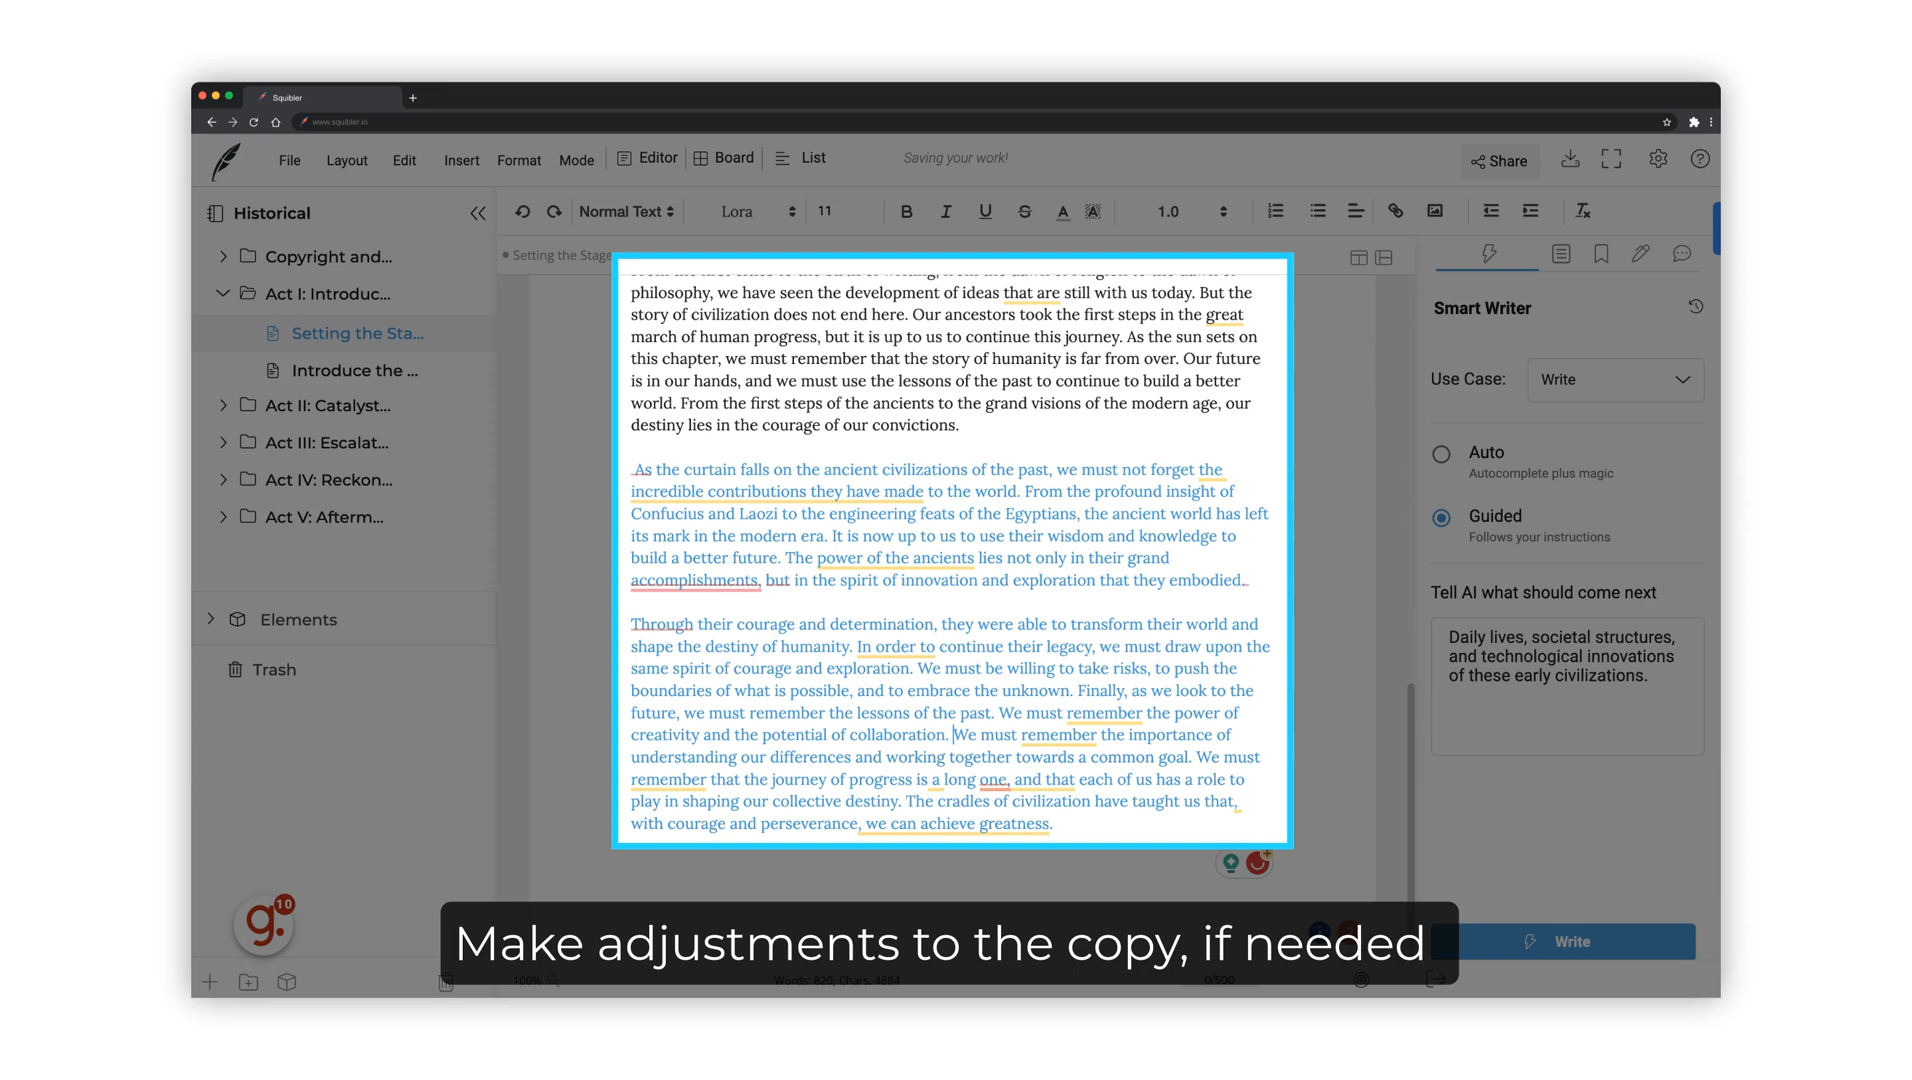 Squibler
www.squibler.io
File Layout Edit Insert Format Mode Editor Board List Saving your work! Share
Historical
Normal Text Lora 11 B I U S A A 1.0
Copyright and...
Act I: Introduc...
Setting the Sta...
Introduce the ...
Act II: Catalyst...
Act III: Escalat...
Act IV: Reckon...
Act V: Afterm...
Elements
Trash
g. 10
Setting the Stage
philosophy, we have seen the development of ideas that are still with us today. But the
story of civilization does not end here. Our ancestors took the first steps in the great
march of human progress, but it is up to us to continue this journey. As the sun sets on
this chapter, we must remember that the story of humanity is far from over. Our future
is in our hands, and we must use the lessons of the past to continue to build a better
world. From the first steps of the ancients to the grand visions of the modern age, our
destiny lies in the courage of our convictions.
As the curtain falls on the ancient civilizations of the past, we must not forget the
incredible contributions they have made to the world. From the profound insight of
Confucius and Laozi to the engineering feats of the Egyptians, the ancient world has left
its mark in the modern era. It is now up to us to use their wisdom and knowledge to
build a better future. The power of the ancients lies not only in their grand
accomplishments, but in the spirit of innovation and exploration that they embodied.
Through their courage and determination, they were able to transform their world and
shape the destiny of humanity. In order to continue their legacy, we must draw upon the
same spirit of courage and exploration. We must be willing to take risks, to push the
boundaries of what is possible, and to embrace the unknown. Finally, as we look to the
future, we must remember the lessons of the past. We must remember the power of
creativity and the potential of collaboration. We must remember the importance of
understanding our differences and working together towards a common goal. We must
remember that the journey of progress is a long one, and that each of us has a role to
play in shaping our collective destiny. The cradles of civilization have taught us that,
with courage and perseverance, we can achieve greatness.
Smart Writer
Use Case: Write
Auto
Autocomplete plus magic
Guided
Follows your instructions
Tell AI what should come next
Daily lives, societal structures,
and technological innovations
of these early civilizations.
Write
Make adjustments to the copy, if needed
100% Words: 820, Chars: 4884 0/500